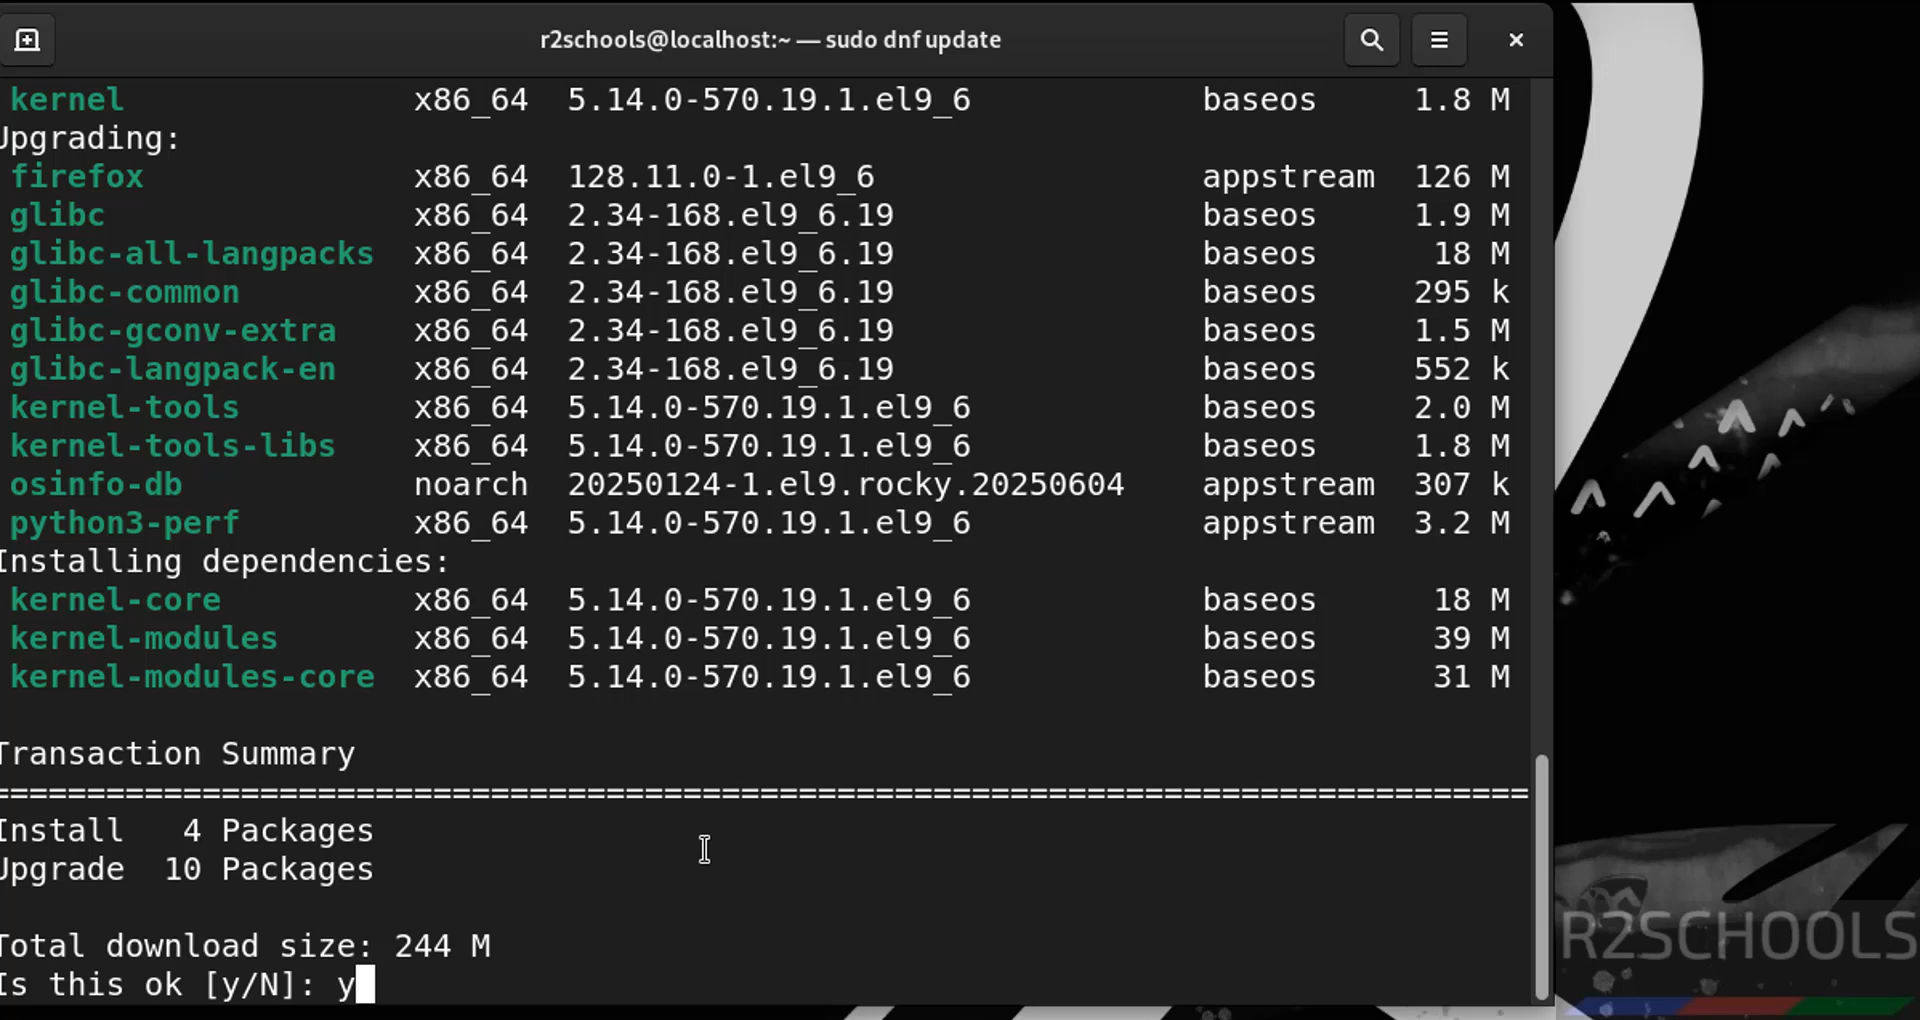 r2schools@localhost:~ — sudo dnf update
kernel x86_64 5.14.0-570.19.1.el9_6 baseos 1.8 M
Upgrading:
firefox x86_64 128.11.0-1.el9_6 appstream 126 M
glibc x86_64 2.34-168.el9_6.19 baseos 1.9 M
glibc-all-langpacks x86_64 2.34-168.el9_6.19 baseos 18 M
glibc-common x86_64 2.34-168.el9_6.19 baseos 295 k
glibc-gconv-extra x86_64 2.34-168.el9_6.19 baseos 1.5 M
glibc-langpack-en x86_64 2.34-168.el9_6.19 baseos 552 k
kernel-tools x86_64 5.14.0-570.19.1.el9_6 baseos 2.0 M
kernel-tools-libs x86_64 5.14.0-570.19.1.el9_6 baseos 1.8 M
osinfo-db noarch 20250124-1.el9.rocky.20250604 appstream 307 k
python3-perf x86_64 5.14.0-570.19.1.el9_6 appstream 3.2 M
Installing dependencies:
kernel-core x86_64 5.14.0-570.19.1.el9_6 baseos 18 M
kernel-modules x86_64 5.14.0-570.19.1.el9_6 baseos 39 M
kernel-modules-core x86_64 5.14.0-570.19.1.el9_6 baseos 31 M
Transaction Summary
================================================================================
Install 4 Packages
Upgrade 10 Packages
Total download size: 244 M
Is this ok [y/N]: y
R2SCHOOLS